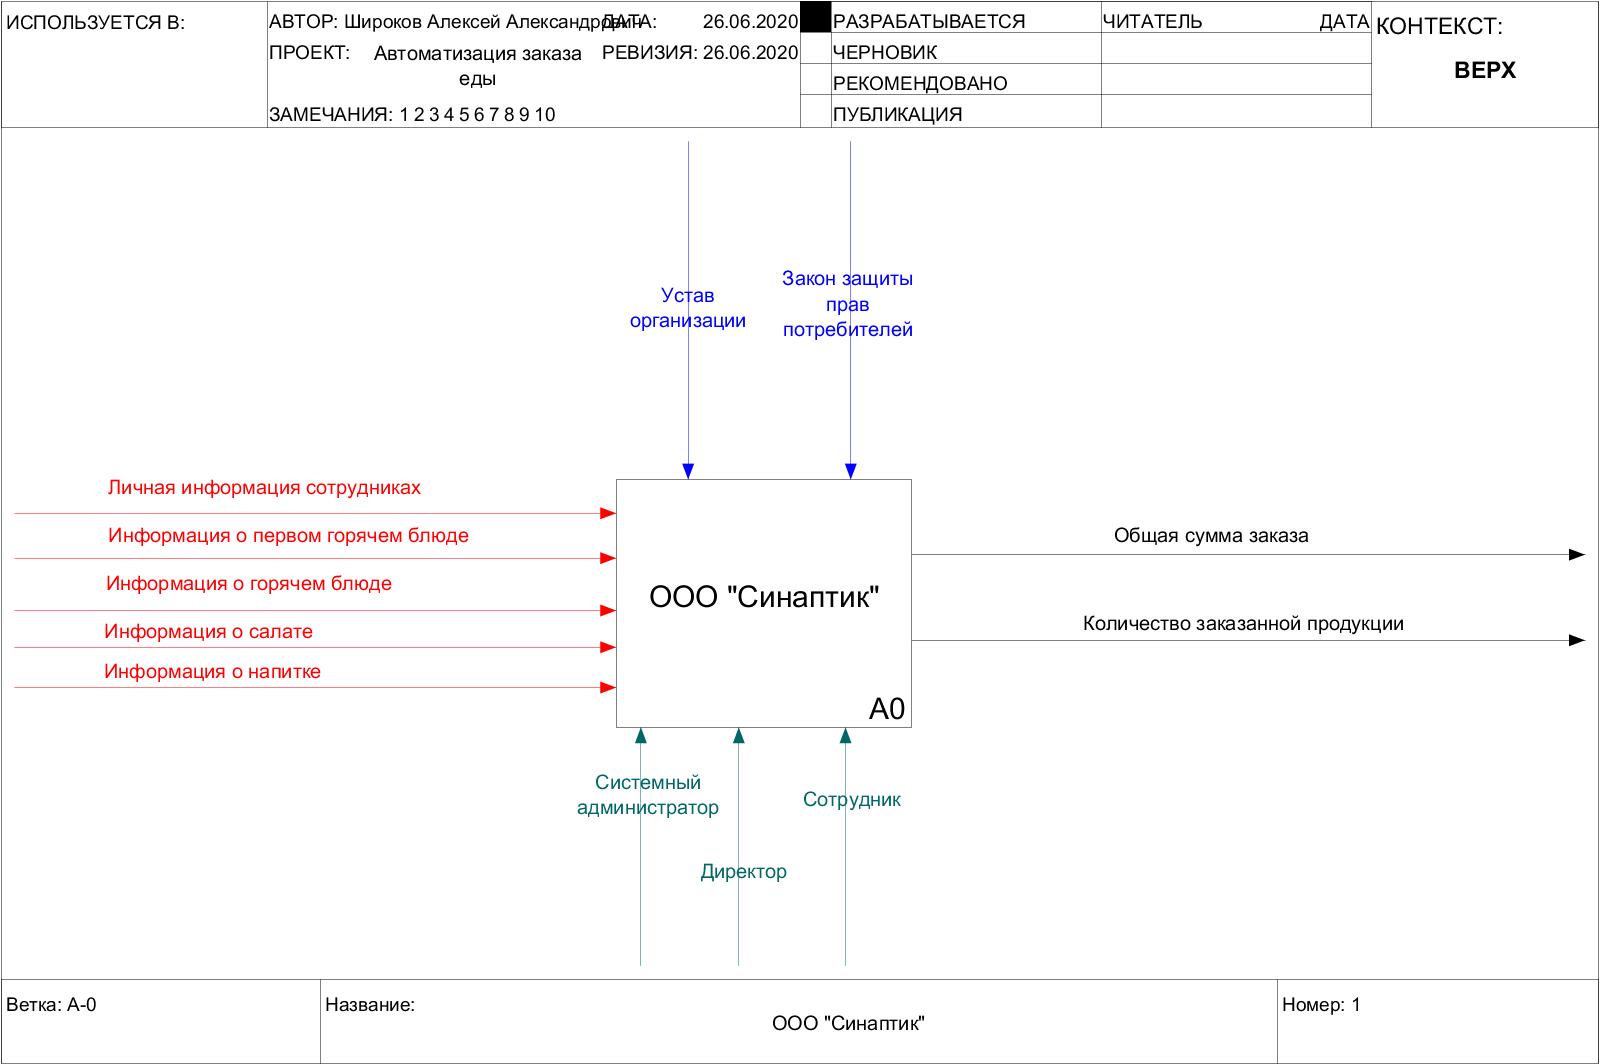 ИСПОЛЬЗУЕТСЯ В:
АВТОР: Широков Алексей Александрович
ДАТА: 26.06.2020
ПРОЕКТ: Автоматизация заказа
еды
РЕВИЗИЯ: 26.06.2020
ЗАМЕЧАНИЯ: 1 2 3 4 5 6 7 8 9 10
РАЗРАБАТЫВАЕТСЯ
ЧЕРНОВИК
РЕКОМЕНДОВАНО
ПУБЛИКАЦИЯ
ЧИТАТЕЛЬ ДАТА
КОНТЕКСТ:
ВЕРХ
Устав
организации
Закон защиты
прав
потребителей
Личная информация сотрудниках
Информация о первом горячем блюде
Информация о горячем блюде
Информация о салате
Информация о напитке
ООО "Синаптик"
A0
Общая сумма заказа
Количество заказанной продукции
Системный
администратор
Директор
Сотрудник
Ветка: A-0
Название:
ООО "Синаптик"
Номер: 1